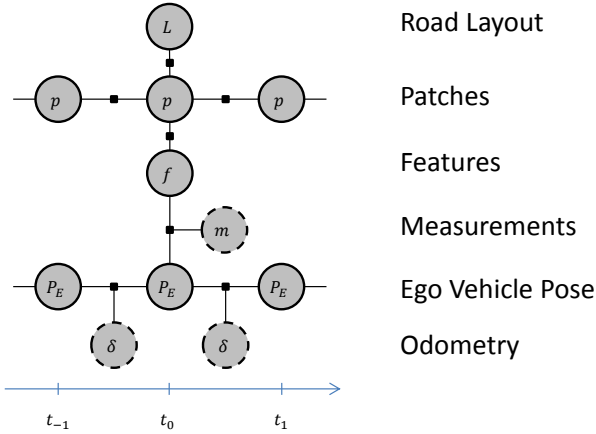 L Road Layout
p p p Patches
f Features
m Measurements
P_E P_E P_E Ego Vehicle Pose
δ δ Odometry
t_{-1} t_0 t_1